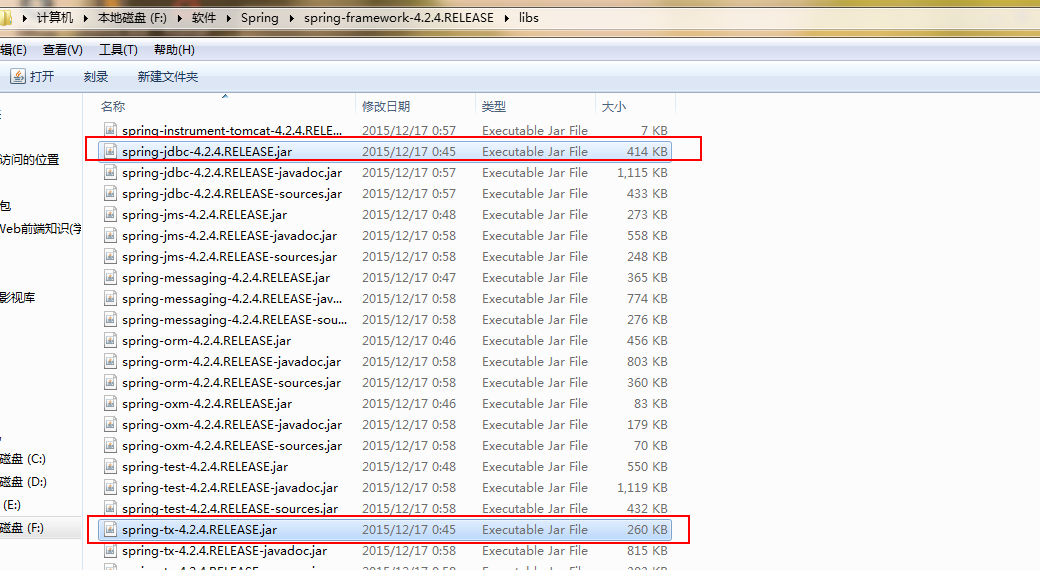 计算机 本地磁盘 (F:) 软件 Spring spring-framework-4.2.4.RELEASE libs
辑(E) 查看(V) 工具(T) 帮助(H)
打开 刻录 新建文件夹
名称 修改日期 类型 大小
spring-instrument-tomcat-4.2.4.RELE... 2015/12/17 0:57 Executable Jar File 7 KB
spring-jdbc-4.2.4.RELEASE.jar 2015/12/17 0:45 Executable Jar File 414 KB
访问的位置
spring-jdbc-4.2.4.RELEASE-javadoc.jar 2015/12/17 0:57 Executable Jar File 1,115 KB
spring-jdbc-4.2.4.RELEASE-sources.jar 2015/12/17 0:57 Executable Jar File 433 KB
包
spring-jms-4.2.4.RELEASE.jar 2015/12/17 0:48 Executable Jar File 273 KB
Web前端知识(学
spring-jms-4.2.4.RELEASE-javadoc.jar 2015/12/17 0:58 Executable Jar File 558 KB
spring-jms-4.2.4.RELEASE-sources.jar 2015/12/17 0:58 Executable Jar File 248 KB
spring-messaging-4.2.4.RELEASE.jar 2015/12/17 0:47 Executable Jar File 365 KB
影视库
spring-messaging-4.2.4.RELEASE-jav... 2015/12/17 0:58 Executable Jar File 774 KB
spring-messaging-4.2.4.RELEASE-sou... 2015/12/17 0:58 Executable Jar File 276 KB
spring-orm-4.2.4.RELEASE.jar 2015/12/17 0:46 Executable Jar File 456 KB
spring-orm-4.2.4.RELEASE-javadoc.jar 2015/12/17 0:58 Executable Jar File 803 KB
spring-orm-4.2.4.RELEASE-sources.jar 2015/12/17 0:58 Executable Jar File 360 KB
spring-oxm-4.2.4.RELEASE.jar 2015/12/17 0:46 Executable Jar File 83 KB
spring-oxm-4.2.4.RELEASE-javadoc.jar 2015/12/17 0:58 Executable Jar File 179 KB
spring-oxm-4.2.4.RELEASE-sources.jar 2015/12/17 0:58 Executable Jar File 70 KB
磁盘 (C:)
spring-test-4.2.4.RELEASE.jar 2015/12/17 0:48 Executable Jar File 550 KB
磁盘 (D:)
spring-test-4.2.4.RELEASE-javadoc.jar 2015/12/17 0:58 Executable Jar File 1,119 KB
(E:)
spring-test-4.2.4.RELEASE-sources.jar 2015/12/17 0:58 Executable Jar File 432 KB
磁盘 (F:)
spring-tx-4.2.4.RELEASE.jar 2015/12/17 0:45 Executable Jar File 260 KB
spring-tx-4.2.4.RELEASE-javadoc.jar 2015/12/17 0:58 Executable Jar File 815 KB